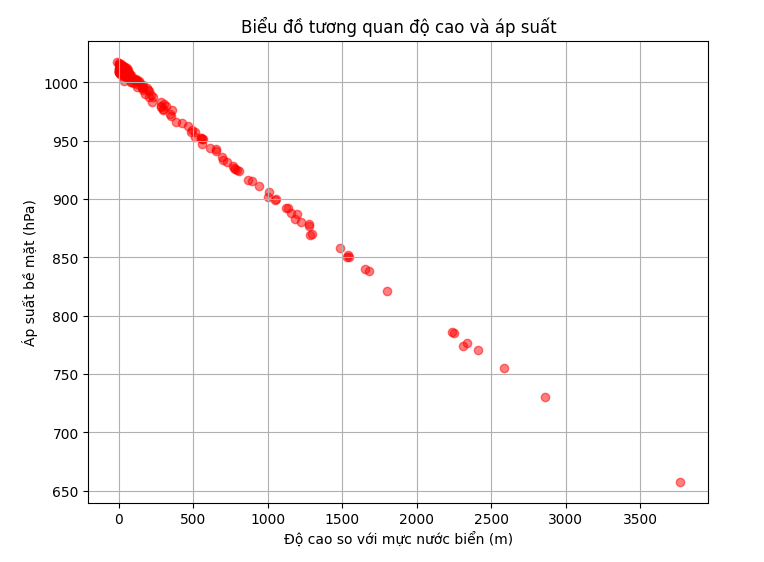 Biểu đồ tương quan độ cao và áp suất
1000
950
900
850
800
750
700
650
Áp suất bề mặt (hPa)
0 500 1000 1500 2000 2500 3000 3500
Độ cao so với mực nước biển (m)